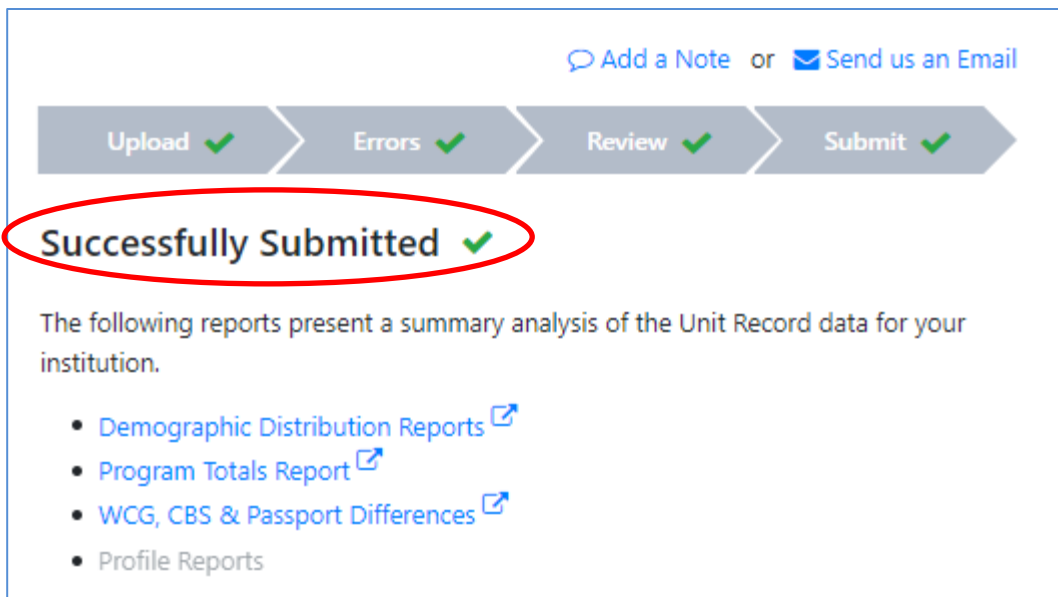 Add a Note or Send us an Email
Upload Errors Review Submit
Successfully Submitted
The following reports present a summary analysis of the Unit Record data for your
institution.
Demographic Distribution Reports
Program Totals Report
WCG, CBS & Passport Differences
Profile Reports